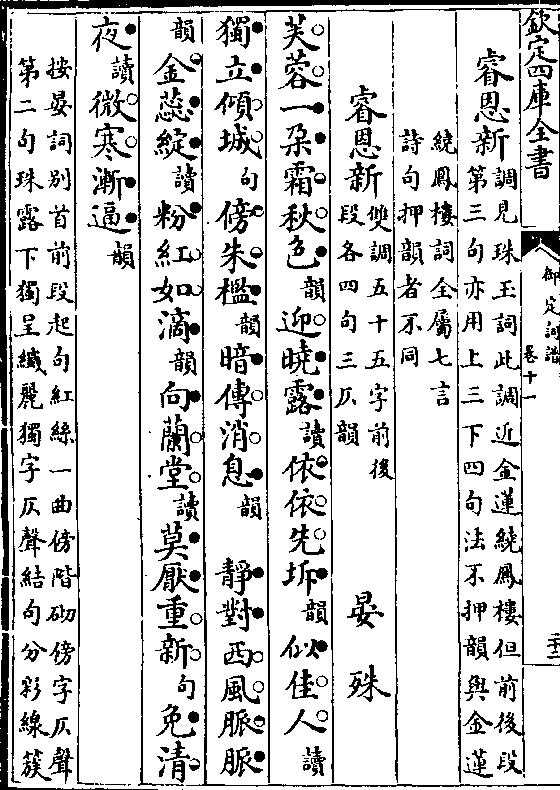 欽定四庫全書
御定詞譜
卷十一
二十二
睿恩新
調見珠玉詞此調近金蓮繞鳳樓但前後段
第三句亦用上三下四句法不押韻與金蓮
繞鳳樓詞全屬七言
詩句押韻者不同
睿恩新
雙調五十五字前後
段各四句三仄韻
晏殊
芙蓉一朶霜秋色韻迎曉露讀依依先坼韻似佳人讀
獨立傾城句傍朱檻韻暗傳消息韻 靜對西風脈脈
韻金蕊綻讀粉紅如滴韻向蘭堂讀莫厭重新句免清
夜讀微寒漸逼韻
按晏詞別首前段起句紅絲一曲傍階砌傍字仄聲
第二句珠露下獨呈纖麗獨字仄聲結句分彩線簇